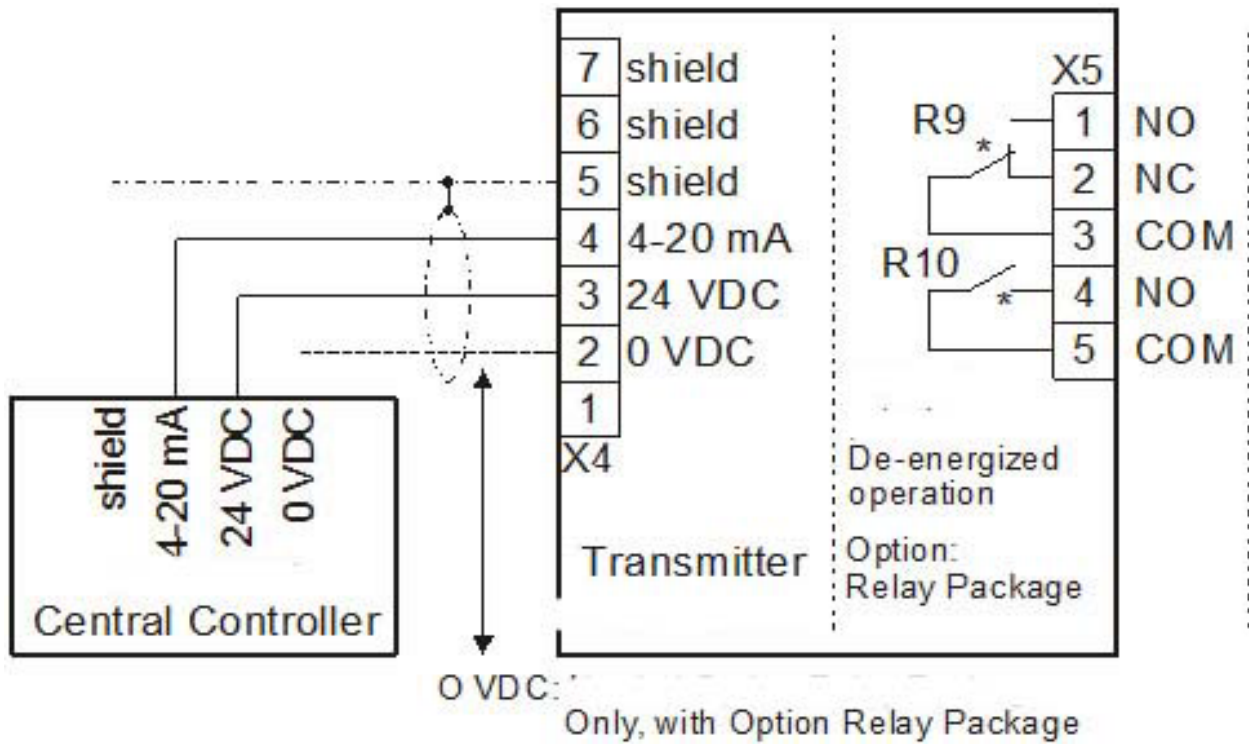 7 shield
6 shield
5 shield
4 4-20 mA
3 24 VDC
2 0 VDC
1
X4
Transmitter
X5
R9 * 1 NO
2 NC
3 COM
R10 * 4 NO
5 COM
De-energized
operation
Option:
Relay Package
shield
4-20 mA
24 VDC
0 VDC
Central Controller
O VDC:
Only, with Option Relay Package